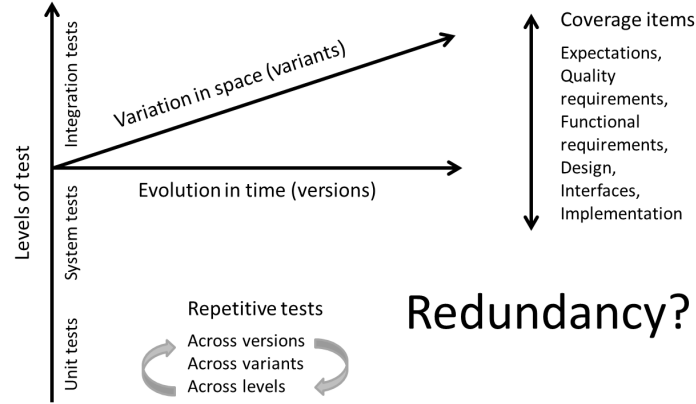 Levels of test
Integration tests
System tests
Unit tests
Variation in space (variants)
Evolution in time (versions)
Coverage items
Expectations,
Quality
requirements,
Functional
requirements,
Design,
Interfaces,
Implementation
Repetitive tests
Across versions
Across variants
Across levels
Redundancy?